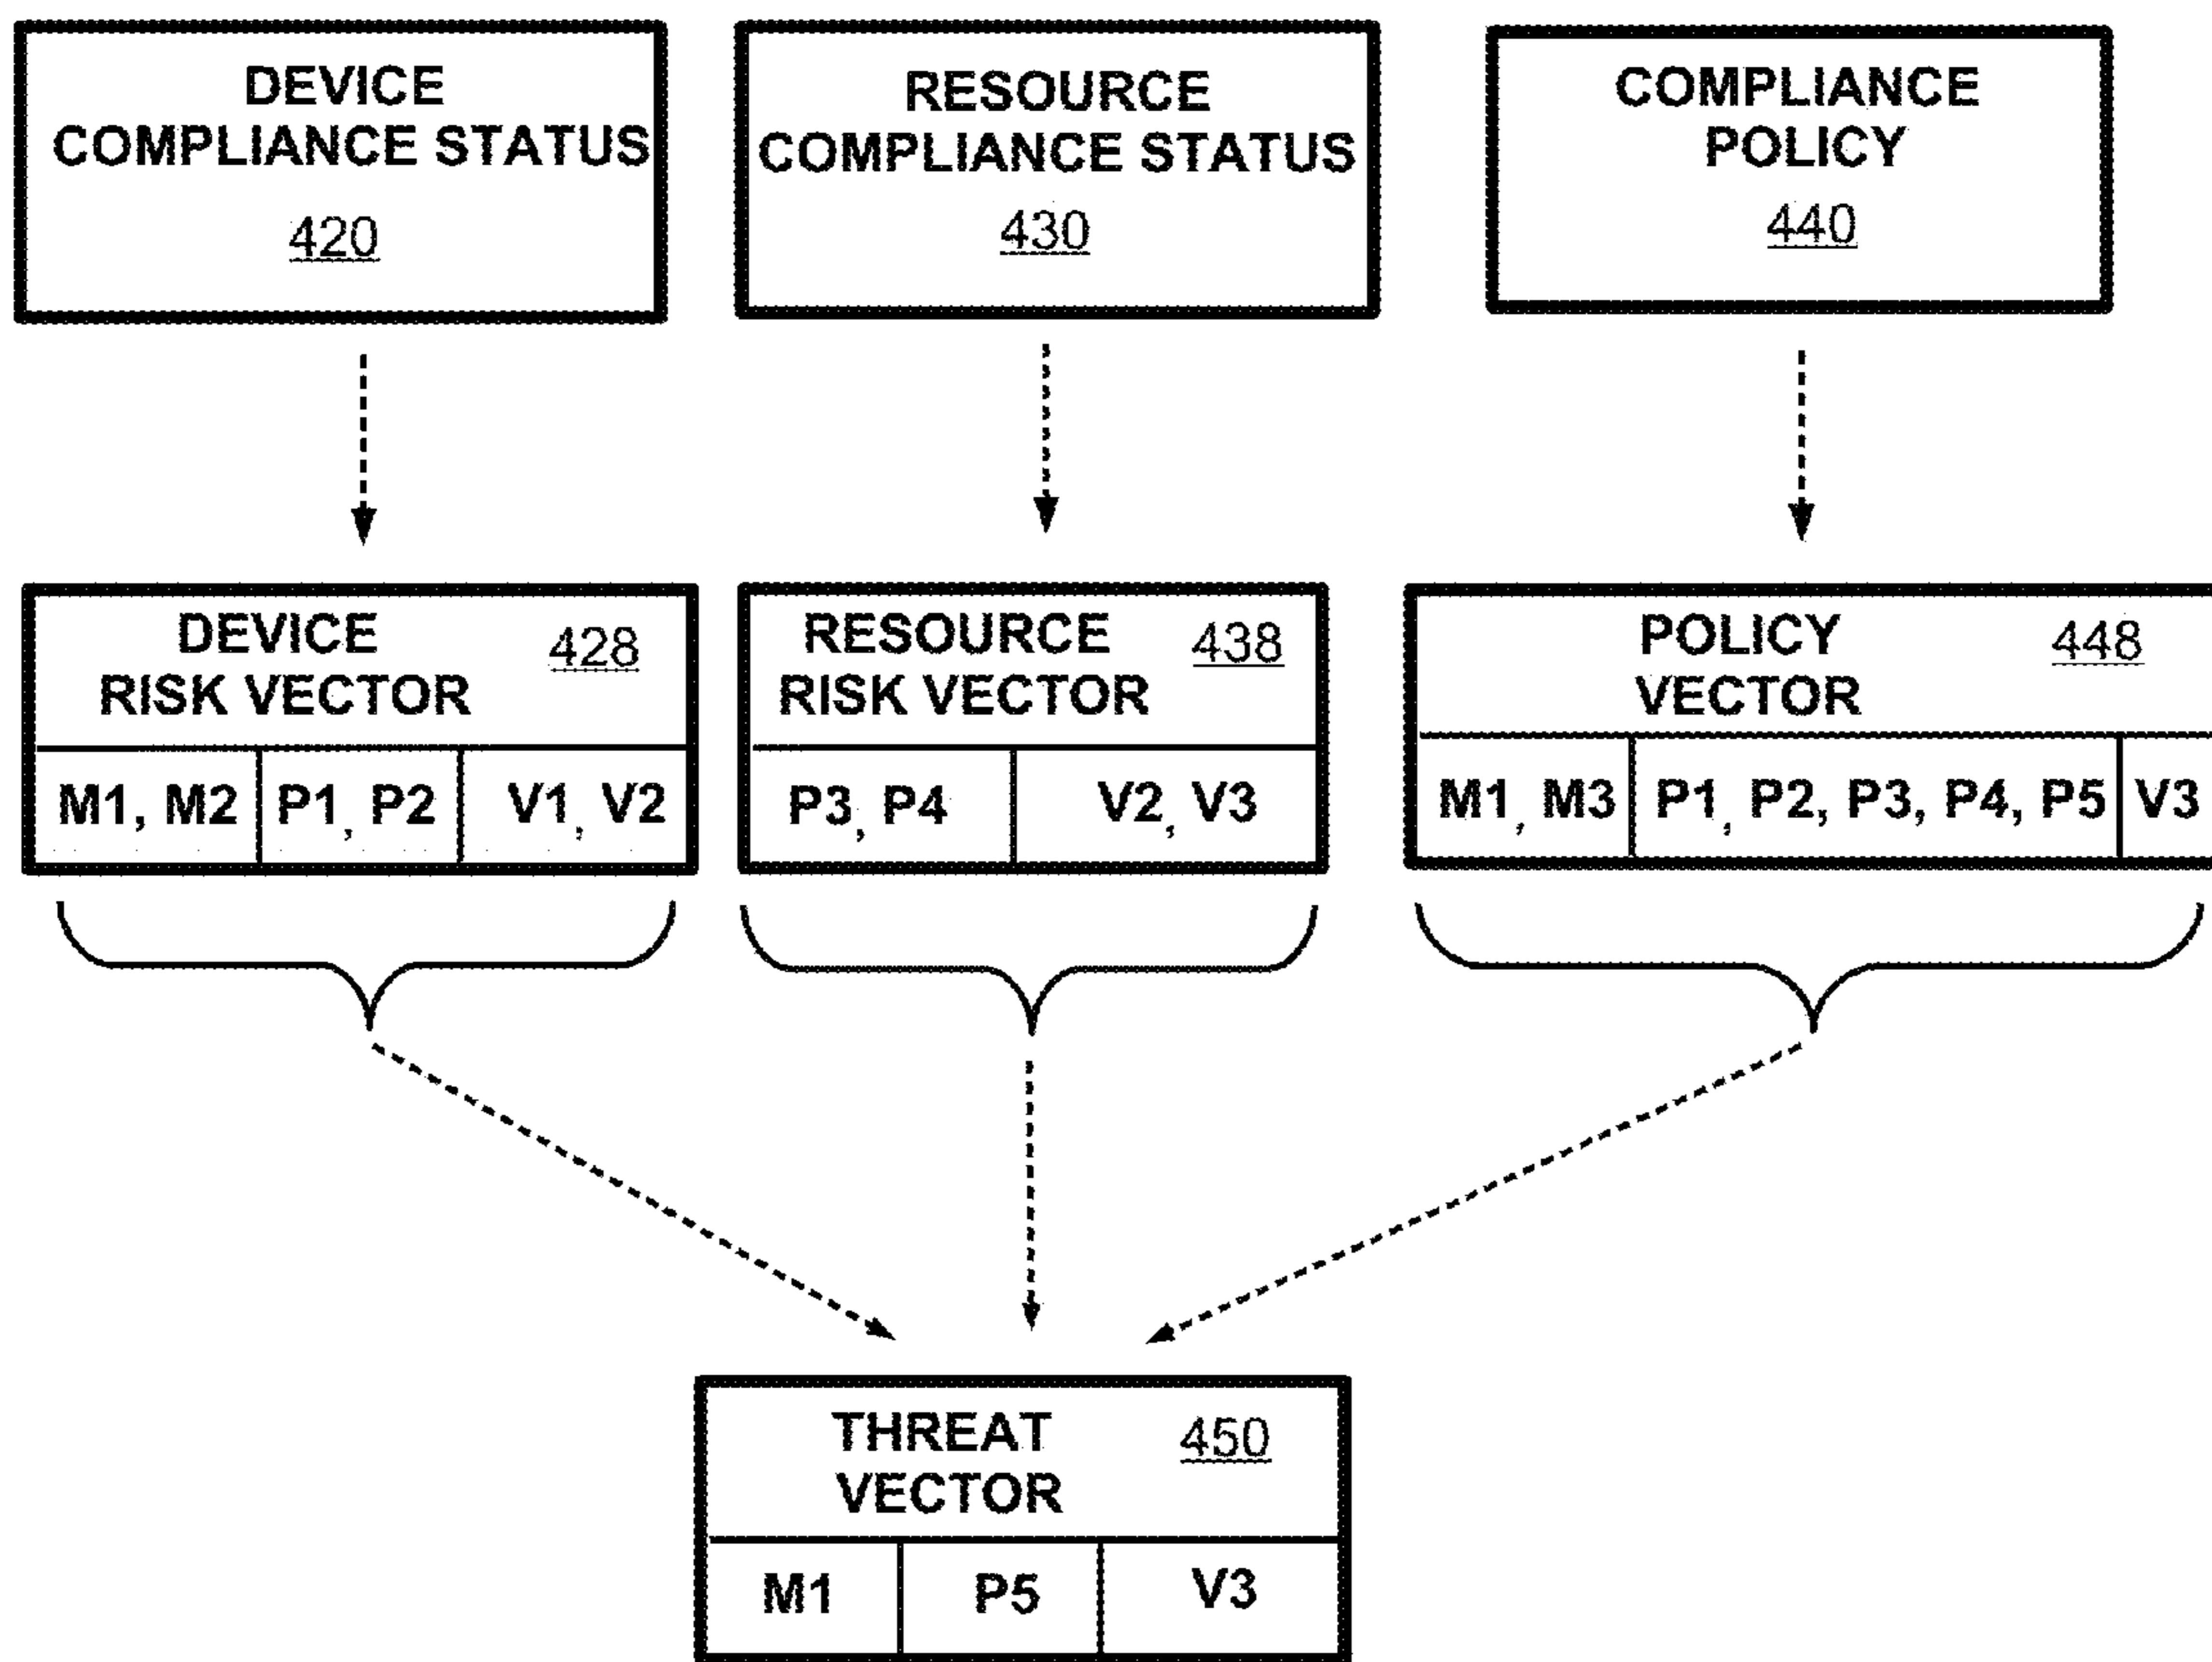 DEVICE
COMPLIANCE STATUS
420
RESOURCE
COMPLIANCE STATUS
430
COMPLIANCE
POLICY
440
DEVICE
RISK VECTOR
428
M1, M2
P1, P2
V1, V2
RESOURCE
RISK VECTOR
438
P3, P4
V2, V3
POLICY
VECTOR
448
M1, M3
P1, P2, P3, P4, P5
V3
THREAT
VECTOR
450
M1
P5
V3